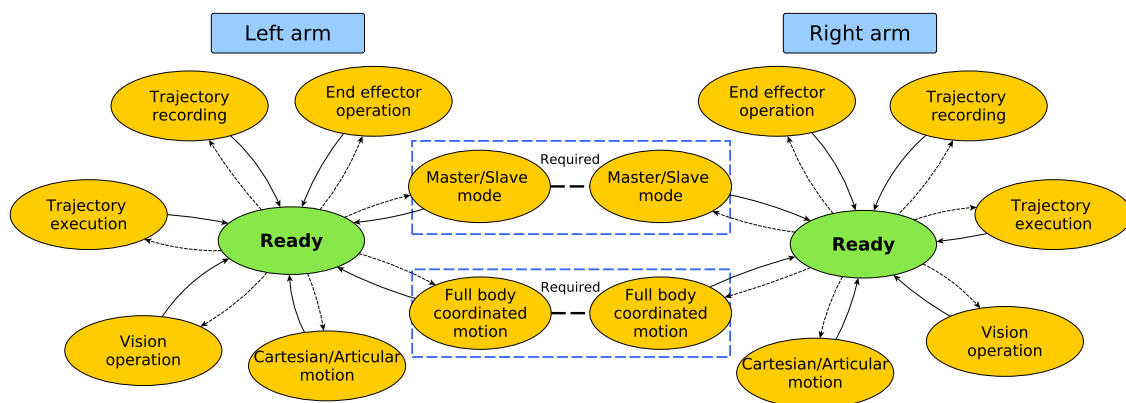 Left arm
Right arm
Trajectory
recording
End effector
operation
End effector
operation
Trajectory
recording
Required
Master/Slave
mode
Master/Slave
mode
Trajectory
execution
Trajectory
execution
Ready
Ready
Required
Full body
coordinated
motion
Full body
coordinated
motion
Vision
operation
Cartesian/Articular
motion
Cartesian/Articular
motion
Vision
operation